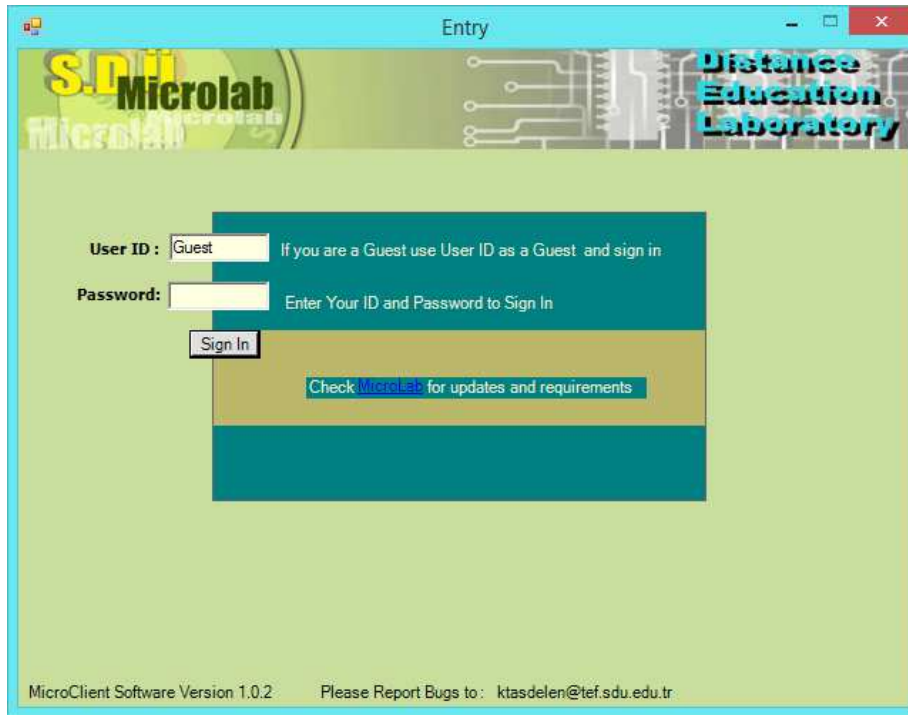 Entry
S.D.Ü
Microlab
Microlab
Microlab
Distance
Education
Laboratory
User ID : Guest If you are a Guest use User ID as a Guest and sign in
Password: Enter Your ID and Password to Sign In
Sign In
Check MicroLab for updates and requirements
MicroClient Software Version 1.0.2 Please Report Bugs to : ktasdelen@tef.sdu.edu.tr